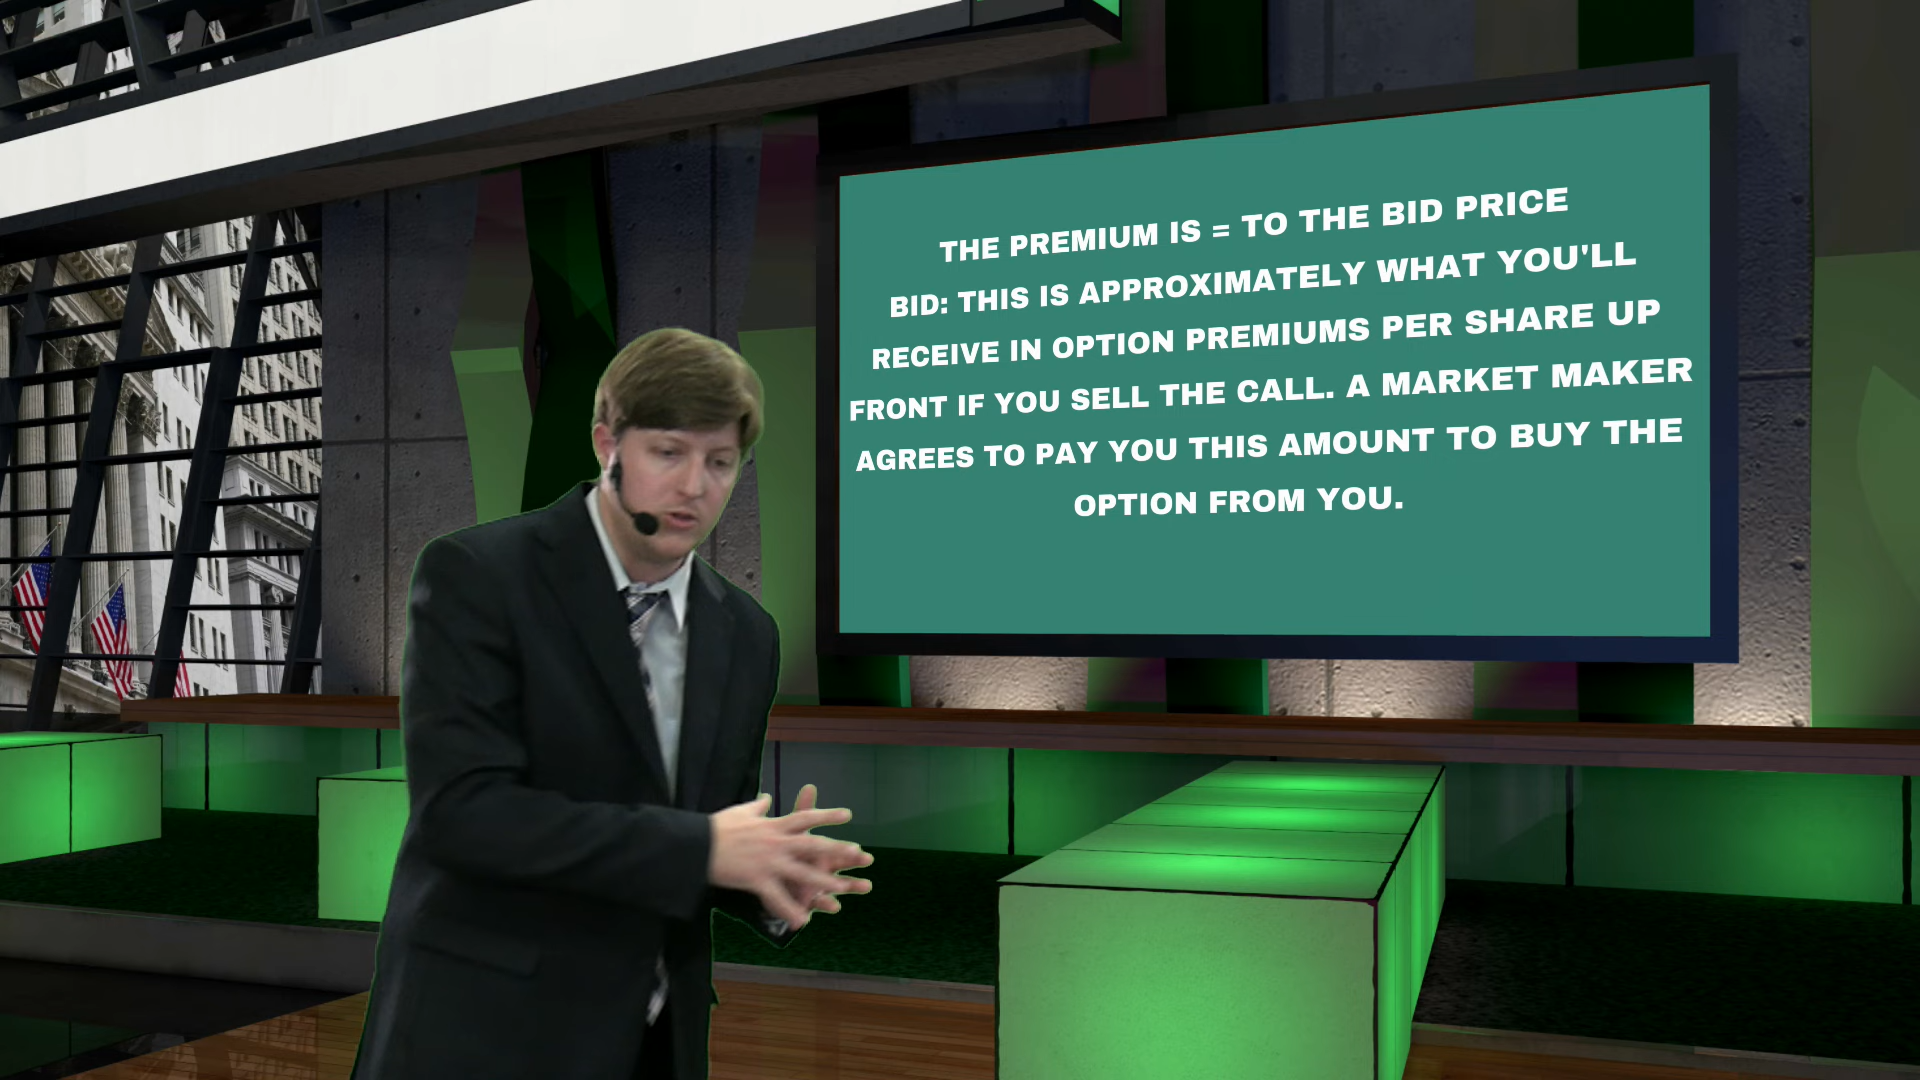 THE PREMIUM IS = TO THE BID PRICE
BID: THIS IS APPROXIMATELY WHAT YOU'LL
RECEIVE IN OPTION PREMIUMS PER SHARE UP
FRONT IF YOU SELL THE CALL. A MARKET MAKER
AGREES TO PAY YOU THIS AMOUNT TO BUY THE
OPTION FROM YOU.